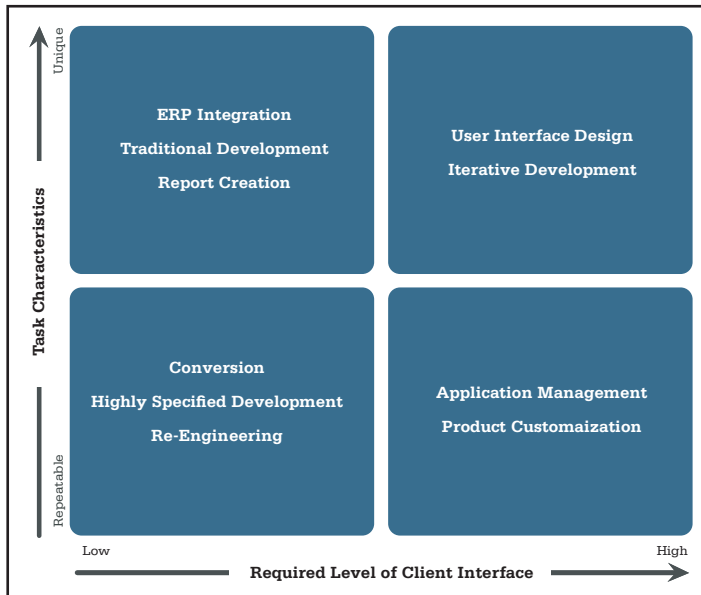 Unique
ERP Integration
Traditional Development
Report Creation
User Interface Design
Iterative Development
Task Characteristics
Conversion
Highly Specified Development
Re-Engineering
Application Management
Product Customaization
Repeatable
Low
High
Required Level of Client Interface